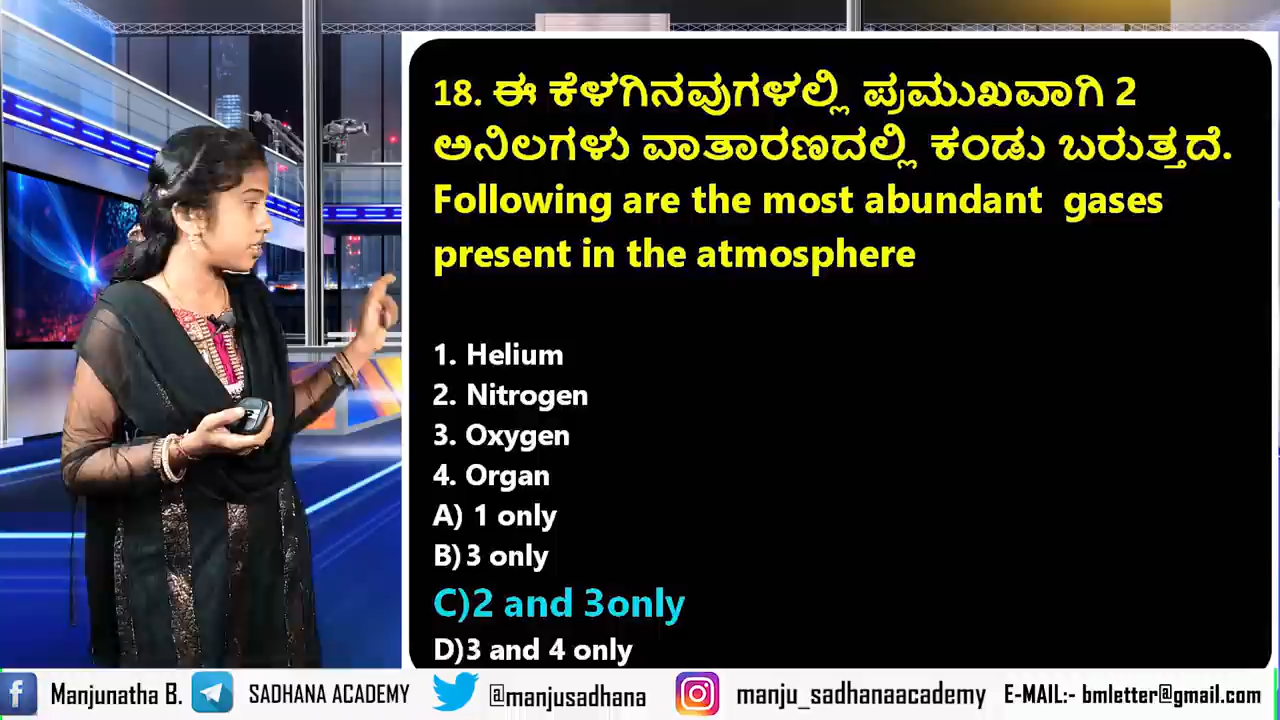 18. ಈ ಕೆಳಗಿನವುಗಳಲ್ಲಿ ಪ್ರಮುಖವಾಗಿ 2
ಅನಿಲಗಳು ವಾತಾರಣದಲ್ಲಿ ಕಂಡು ಬರುತ್ತದೆ.
Following are the most abundant gases
present in the atmosphere
1. Helium
2. Nitrogen
3. Oxygen
4. Organ
A) 1 only
B)3 only
C)2 and 3only
D)3 and 4 only
Manjunatha B. SADHANA ACADEMY @manjusadhana manju_sadhanaacademy E-MAIL:- bmletter@gmail.com